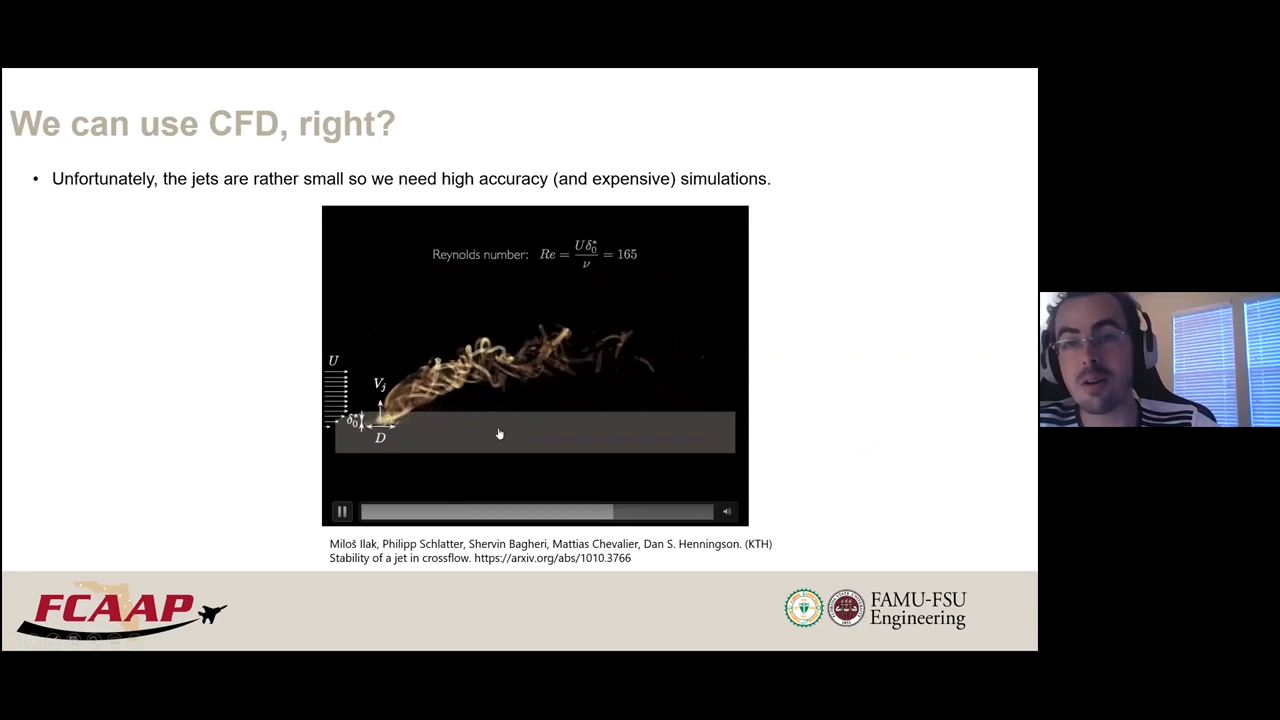 We can use CFD, right?
• Unfortunately, the jets are rather small so we need high accuracy (and expensive) simulations.
Reynolds number: Re = Uδ₀*/ν = 165
U
V_j
δ₀*
D
Miloš Ilak, Philipp Schlatter, Shervin Bagheri, Mattias Chevalier, Dan S. Henningson. (KTH)
Stability of a jet in crossflow. https://arxiv.org/abs/1010.3766
FCAAP
FAMU-FSU
Engineering